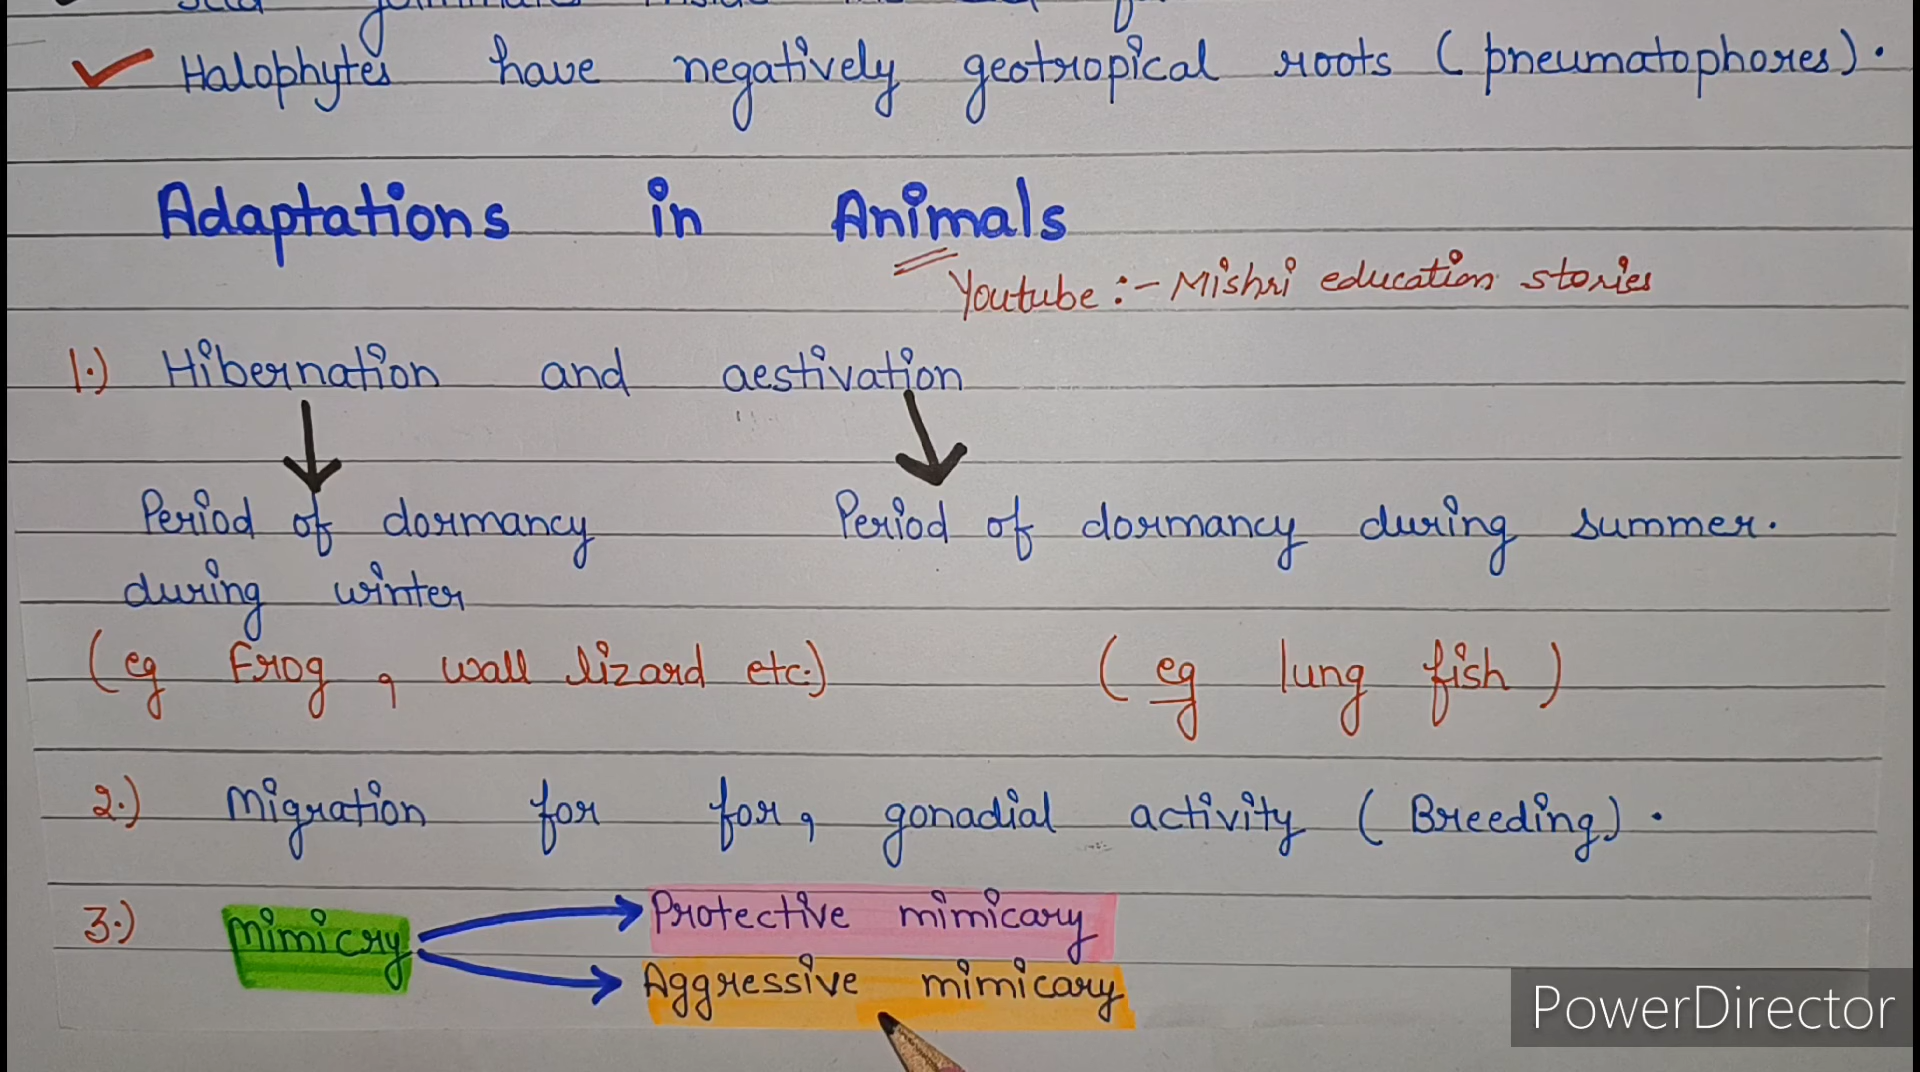 Halophytes have negatively geotropical roots (pneumatophores).
Adaptations in Animals
Youtube :- Mishri education stories
1.) Hibernation and aestivation
Period of dormancy Period of dormancy during summer.
during winter
(eg Frog, wall lizard etc.) (eg lung fish)
2.) Migration for for, gonadial activity (Breeding).
3.) Mimicry Protective mimicary
Aggressive mimicary
PowerDirector